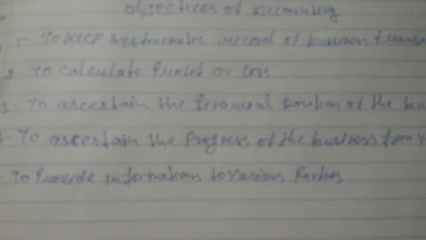 objectives of Accounting
1- To keep systematic record of business
2 To calculate Profit or loss
3- To ascertain the financial position of the bu
- To ascertain the Progress of the business from y
- To Provide information to various Parties